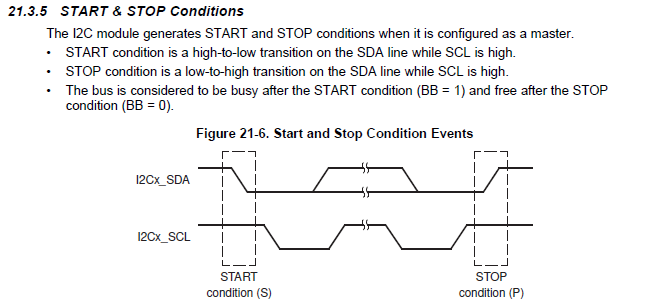 21.3.5 START & STOP Conditions
The I2C module generates START and STOP conditions when it is configured as a master.
• START condition is a high-to-low transition on the SDA line while SCL is high.
• STOP condition is a low-to-high transition on the SDA line while SCL is high.
• The bus is considered to be busy after the START condition (BB = 1) and free after the STOP
condition (BB = 0).
Figure 21-6. Start and Stop Condition Events
I2Cx_SDA
I2Cx_SCL
START
condition (S)
STOP
condition (P)